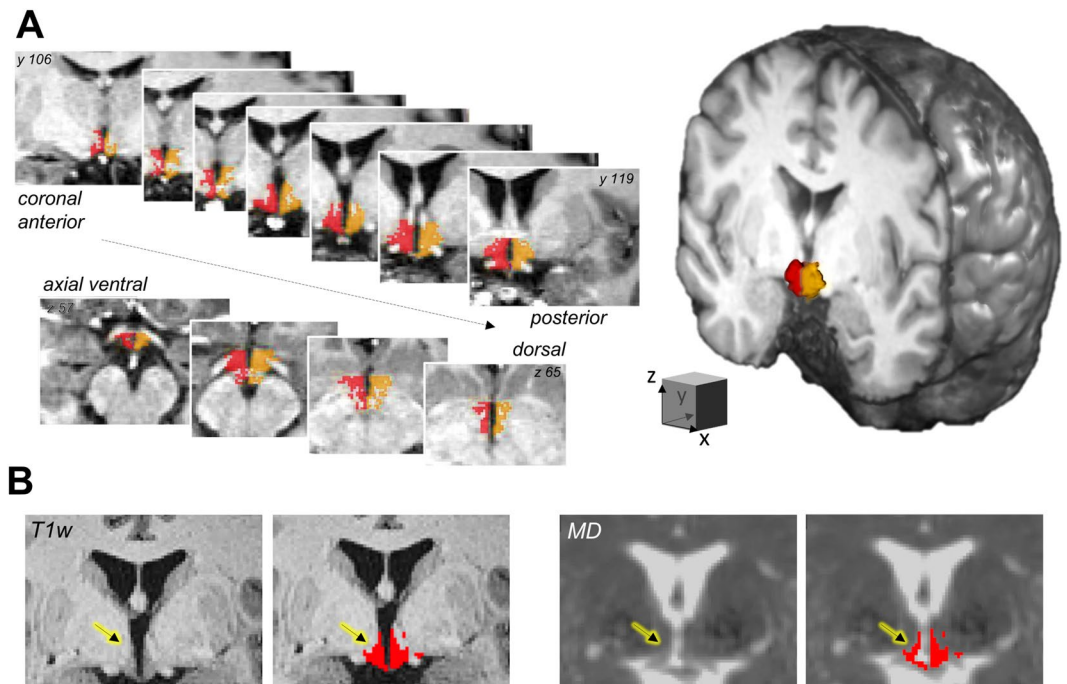 A
y 106
y 119
coronal
anterior
posterior
axial ventral
z 57
dorsal
z 65
z
y
x
B
T1w
MD